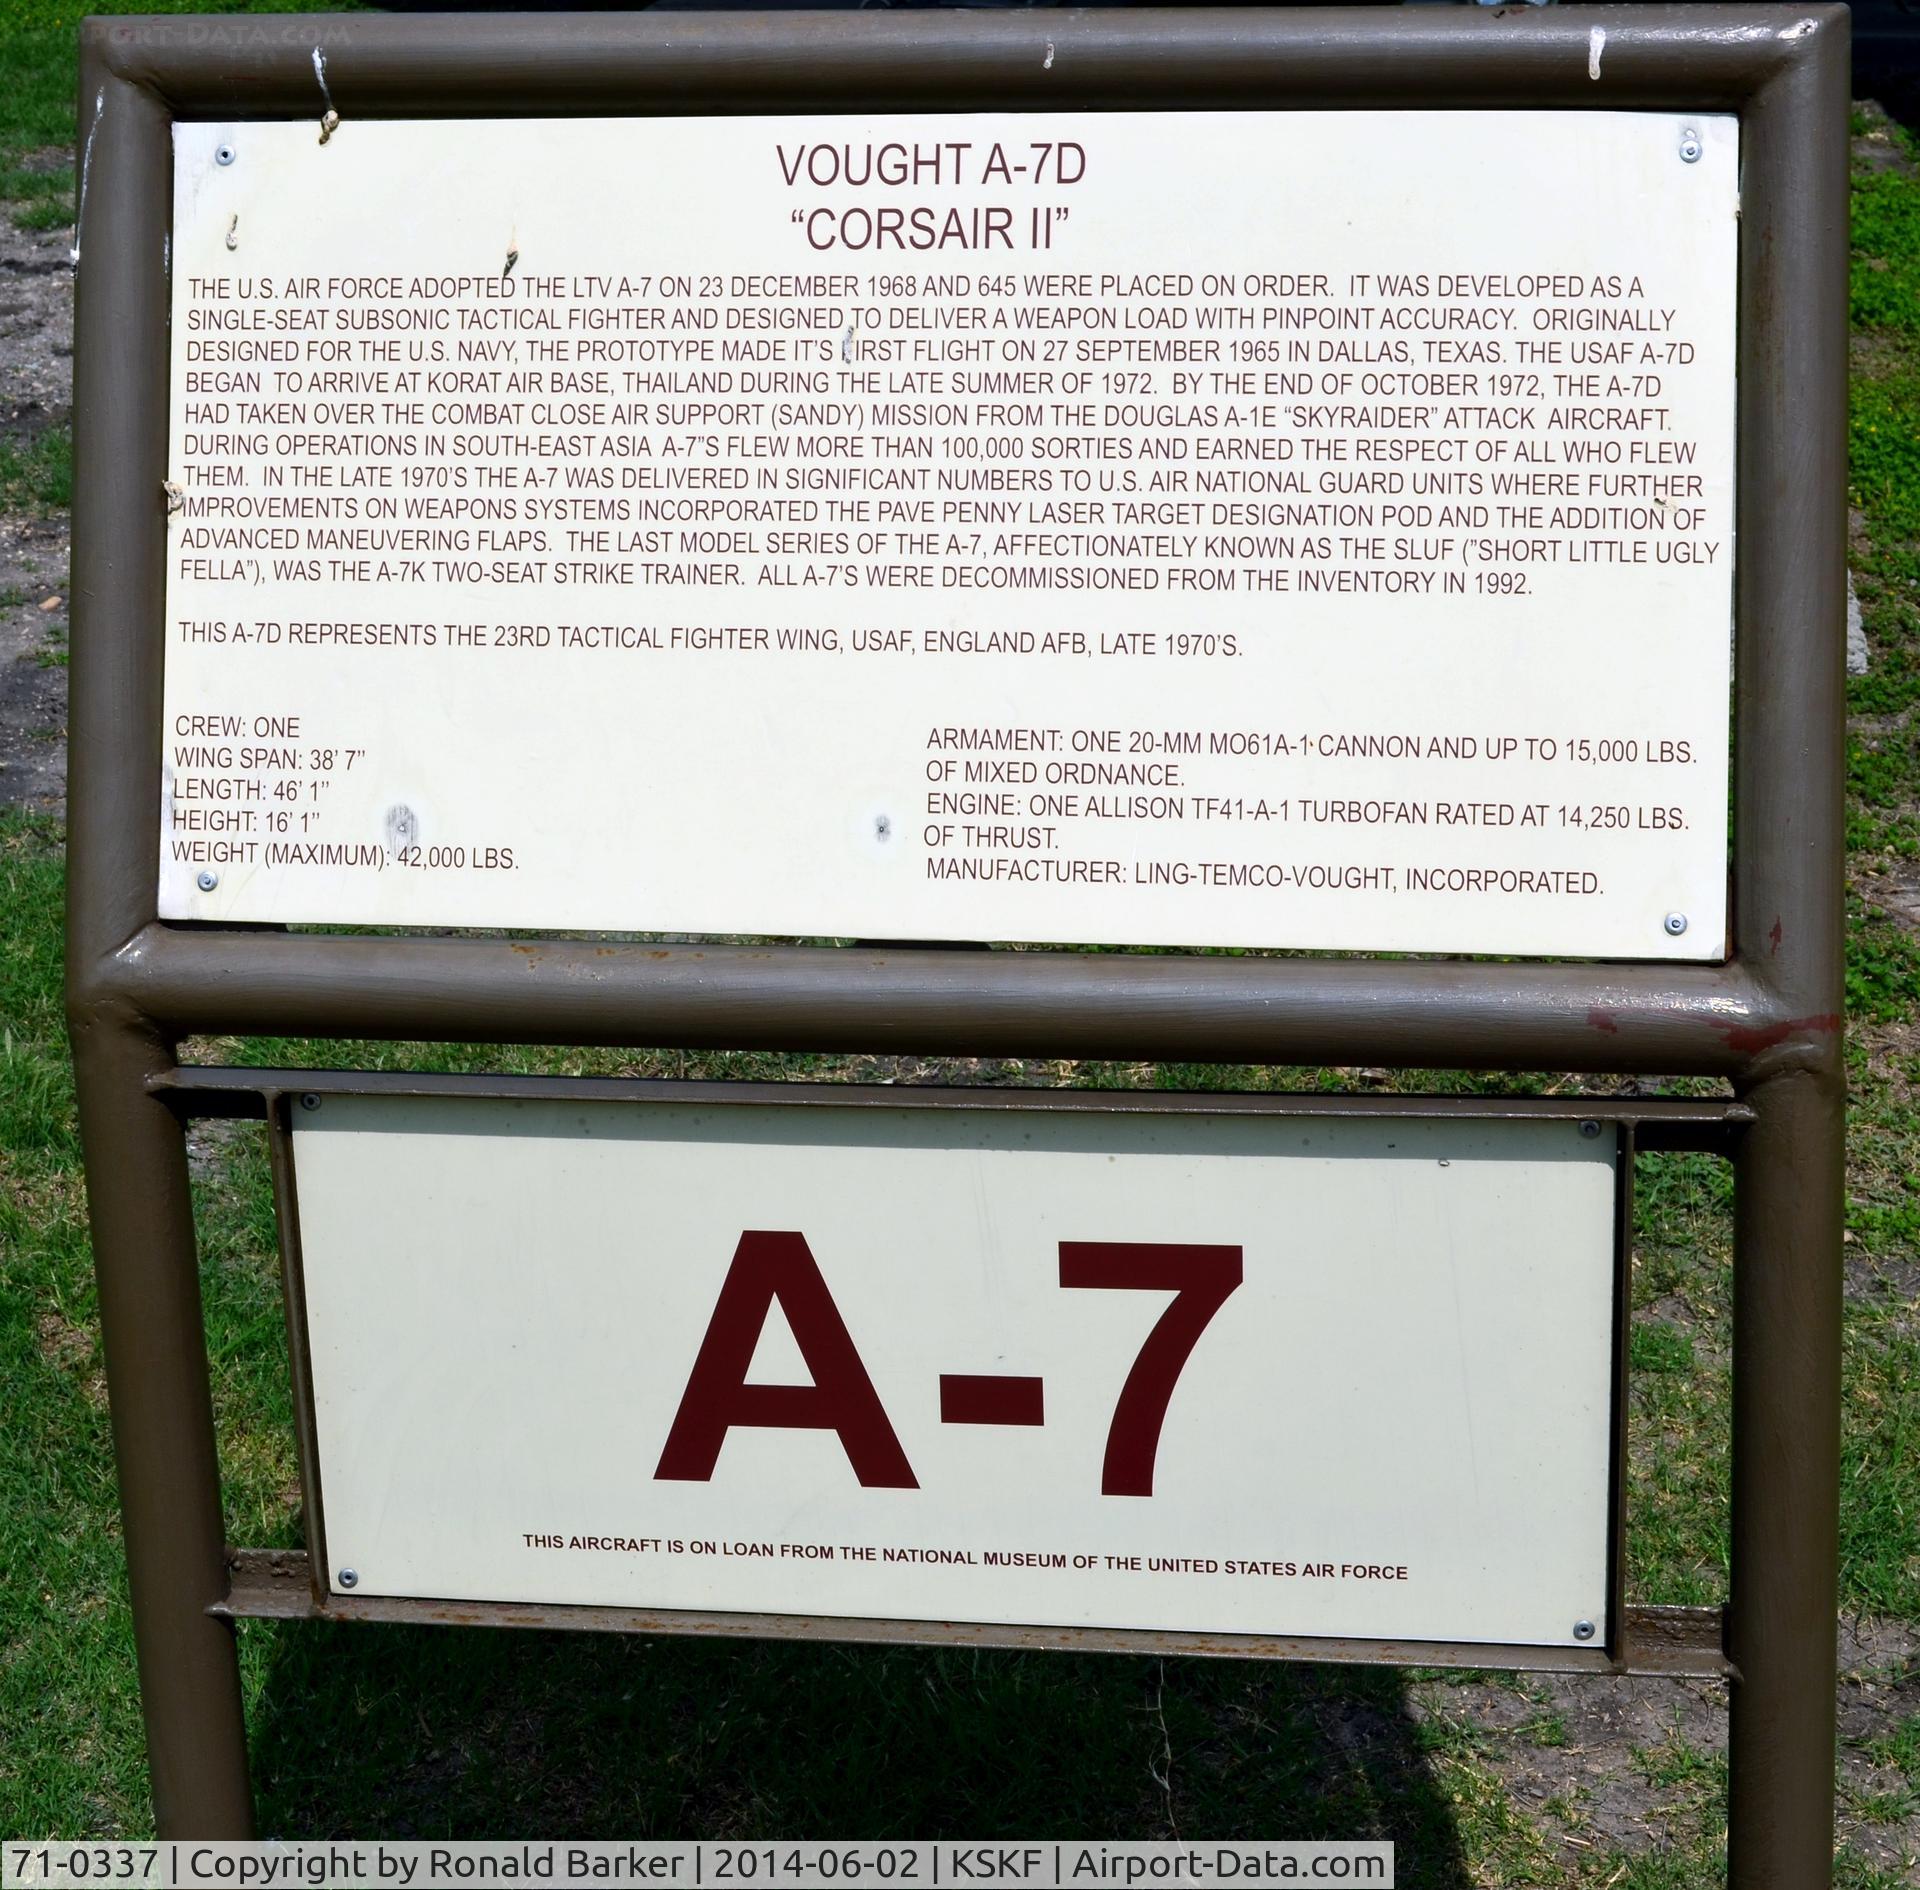 AIRPORT-DATA.COM
VOUGHT A-7D
“CORSAIR II”
THE U.S. AIR FORCE ADOPTED THE LTV A-7 ON 23 DECEMBER 1968 AND 645 WERE PLACED ON ORDER. IT WAS DEVELOPED AS A
SINGLE-SEAT SUBSONIC TACTICAL FIGHTER AND DESIGNED TO DELIVER A WEAPON LOAD WITH PINPOINT ACCURACY. ORIGINALLY
DESIGNED FOR THE U.S. NAVY, THE PROTOTYPE MADE IT'S FIRST FLIGHT ON 27 SEPTEMBER 1965 IN DALLAS, TEXAS. THE USAF A-7D
BEGAN TO ARRIVE AT KORAT AIR BASE, THAILAND DURING THE LATE SUMMER OF 1972. BY THE END OF OCTOBER 1972, THE A-7D
HAD TAKEN OVER THE COMBAT CLOSE AIR SUPPORT (SANDY) MISSION FROM THE DOUGLAS A-1E “SKYRAIDER” ATTACK AIRCRAFT.
DURING OPERATIONS IN SOUTH-EAST ASIA A-7”S FLEW MORE THAN 100,000 SORTIES AND EARNED THE RESPECT OF ALL WHO FLEW
THEM. IN THE LATE 1970'S THE A-7 WAS DELIVERED IN SIGNIFICANT NUMBERS TO U.S. AIR NATIONAL GUARD UNITS WHERE FURTHER
IMPROVEMENTS ON WEAPONS SYSTEMS INCORPORATED THE PAVE PENNY LASER TARGET DESIGNATION POD AND THE ADDITION OF
ADVANCED MANEUVERING FLAPS. THE LAST MODEL SERIES OF THE A-7, AFFECTIONATELY KNOWN AS THE SLUF (”SHORT LITTLE UGLY
FELLA”), WAS THE A-7K TWO-SEAT STRIKE TRAINER. ALL A-7'S WERE DECOMMISSIONED FROM THE INVENTORY IN 1992.
THIS A-7D REPRESENTS THE 23RD TACTICAL FIGHTER WING, USAF, ENGLAND AFB, LATE 1970'S.
CREW: ONE
WING SPAN: 38' 7”
LENGTH: 46' 1”
HEIGHT: 16' 1”
WEIGHT (MAXIMUM): 42,000 LBS.
ARMAMENT: ONE 20-MM MO61A-1 CANNON AND UP TO 15,000 LBS.
OF MIXED ORDNANCE.
ENGINE: ONE ALLISON TF41-A-1 TURBOFAN RATED AT 14,250 LBS.
OF THRUST.
MANUFACTURER: LING-TEMCO-VOUGHT, INCORPORATED.
A-7
THIS AIRCRAFT IS ON LOAN FROM THE NATIONAL MUSEUM OF THE UNITED STATES AIR FORCE
71-0337 | Copyright by Ronald Barker | 2014-06-02 | KSKF | Airport-Data.com